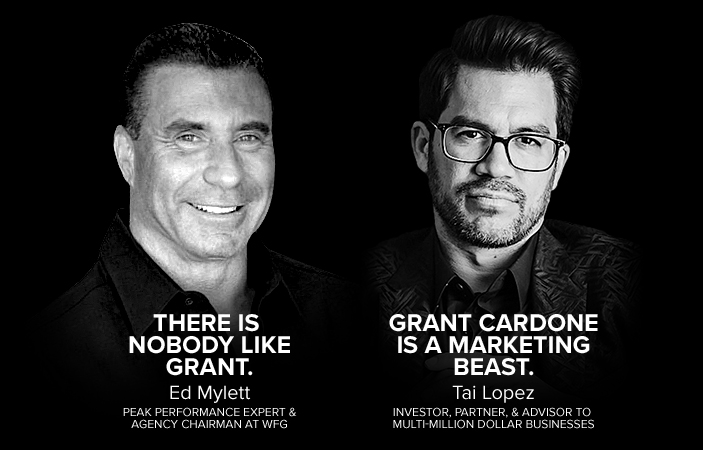 THERE IS
NOBODY LIKE
GRANT.
Ed Mylett
PEAK PERFORMANCE EXPERT &
AGENCY CHAIRMAN AT WFG
GRANT CARDONE
IS A MARKETING
BEAST.
Tai Lopez
INVESTOR, PARTNER, & ADVISOR TO
MULTI-MILLION DOLLAR BUSINESSES